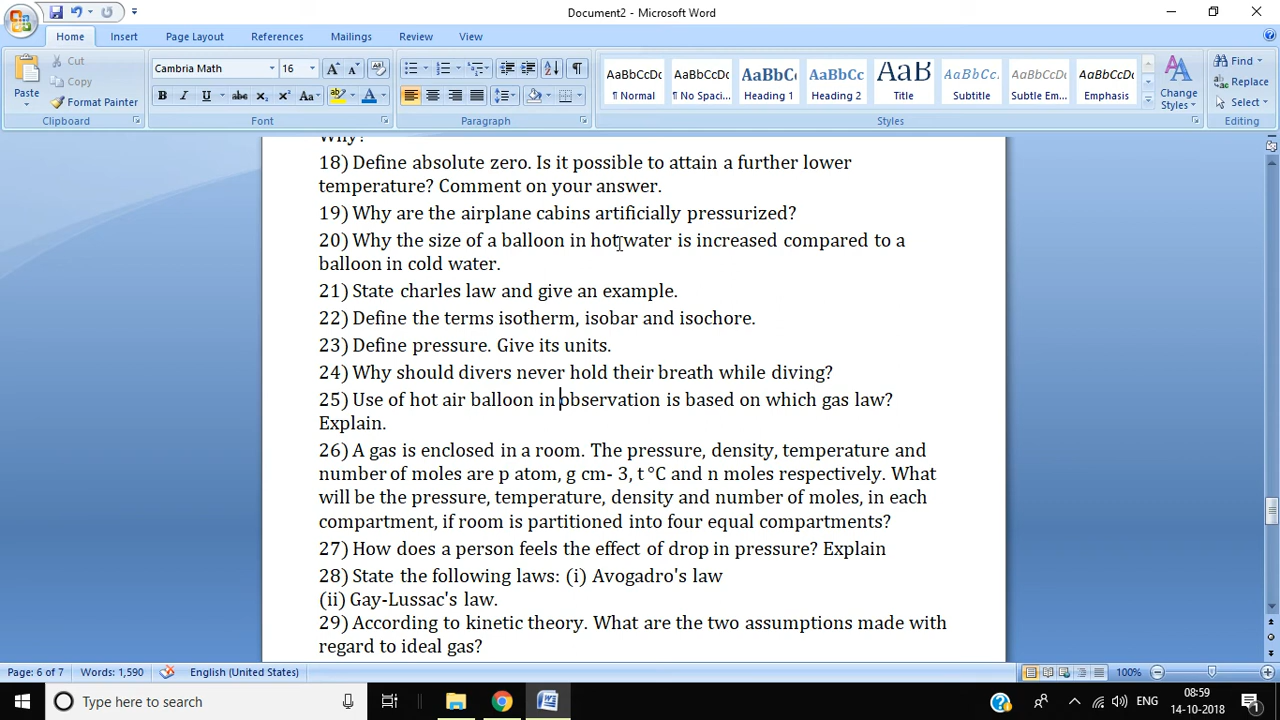 Document2 - Microsoft Word
Home Insert Page Layout References Mailings Review View
Paste
Cut
Copy
Format Painter
Clipboard
Cambria Math 16
B I U abc x₂ x² Aa
Font
Paragraph
AaBbCcDc AaBbCcDc AaBbCc AaBbCc AaB AaBbCc. AaBbCcDc AaBbCcDc
¶ Normal ¶ No Spaci... Heading 1 Heading 2 Title Subtitle Subtle Em... Emphasis
Change Styles
Styles
Find
Replace
Select
Editing
Why?
18) Define absolute zero. Is it possible to attain a further lower
temperature? Comment on your answer.
19) Why are the airplane cabins artificially pressurized?
20) Why the size of a balloon in hot water is increased compared to a
balloon in cold water.
21) State charles law and give an example.
22) Define the terms isotherm, isobar and isochore.
23) Define pressure. Give its units.
24) Why should divers never hold their breath while diving?
25) Use of hot air balloon in observation is based on which gas law?
Explain.
26) A gas is enclosed in a room. The pressure, density, temperature and
number of moles are p atom, g cm- 3, t °C and n moles respectively. What
will be the pressure, temperature, density and number of moles, in each
compartment, if room is partitioned into four equal compartments?
27) How does a person feels the effect of drop in pressure? Explain
28) State the following laws: (i) Avogadro's law
(ii) Gay-Lussac's law.
29) According to kinetic theory. What are the two assumptions made with
regard to ideal gas?
Page: 6 of 7 Words: 1,590 English (United States) 100%
Type here to search
ENG
08:59
14-10-2018